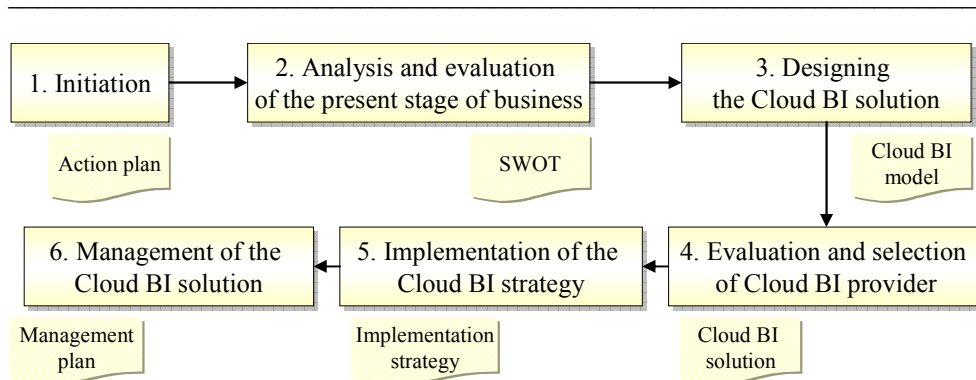 1. Initiation
Action plan
2. Analysis and evaluation
of the present stage of business
SWOT
3. Designing
the Cloud BI solution
Cloud BI
model
4. Evaluation and selection
of Cloud BI provider
Cloud BI
solution
5. Implementation of the
Cloud BI strategy
Implementation
strategy
6. Management of the
Cloud BI solution
Management
plan